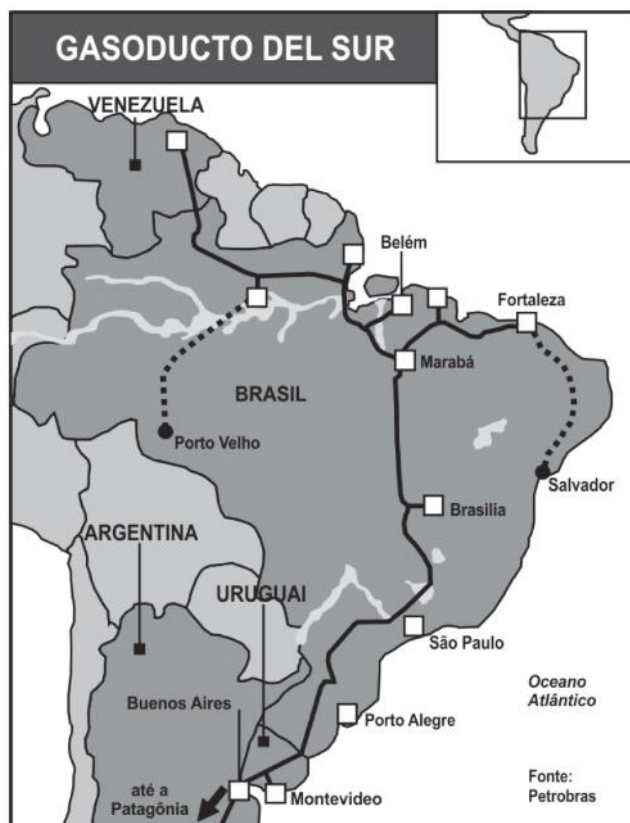 GASODUCTO DEL SUR
VENEZUELA
Belém
Fortaleza
Marabá
BRASIL
Porto Velho
Salvador
Brasilia
ARGENTINA
URUGUAI
São Paulo
Buenos Aires
Porto Alegre
Oceano
Atlântico
até a
Patagônia
Montevideo
Fonte:
Petrobras